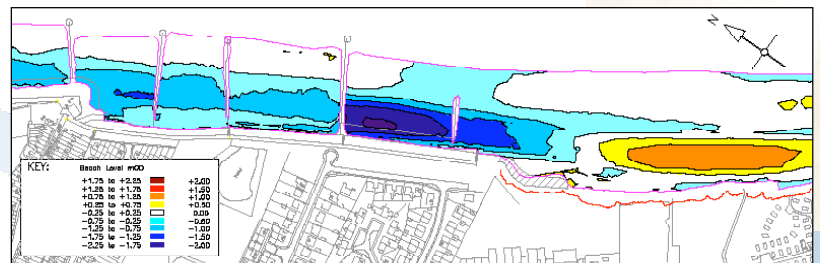 N
KEY:
Beach Level mOD
+1.75 to +2.25 +2.00
+1.25 to +1.75 +1.50
+0.75 to +1.25 +1.00
+0.25 to +0.75 +0.50
-0.25 to +0.25 0.00
-0.75 to -0.25 -0.50
-1.25 to -0.75 -1.00
-1.75 to -1.25 -1.50
-2.25 to -1.75 -2.00